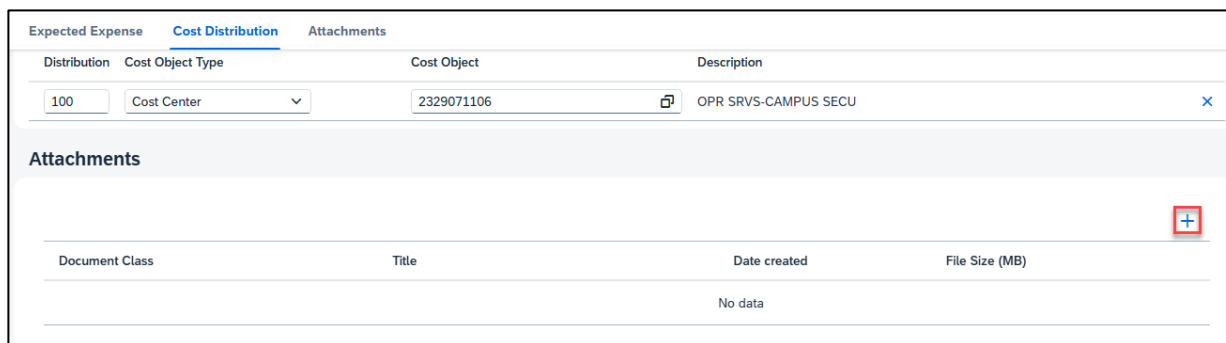 Expected Expense Cost Distribution Attachments
Distribution Cost Object Type Cost Object Description
100 Cost Center 2329071106 OPR SRVS-CAMPUS SECU
Attachments
Document Class Title Date created File Size (MB)
No data